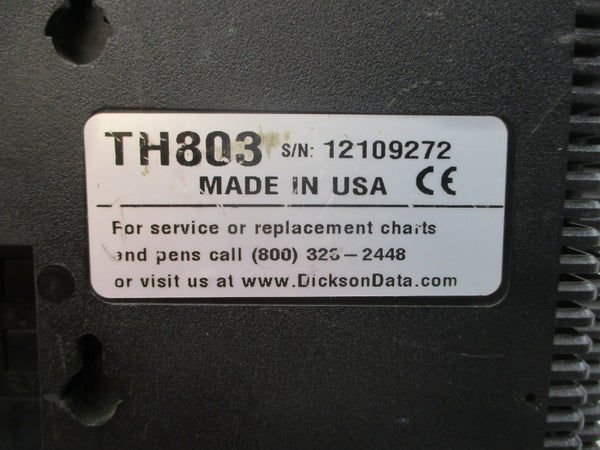 TH803 S/N: 12109272
MADE IN USA CE
For service or replacement charts
and pens call (800) 323-2448
or visit us at www.DicksonData.com